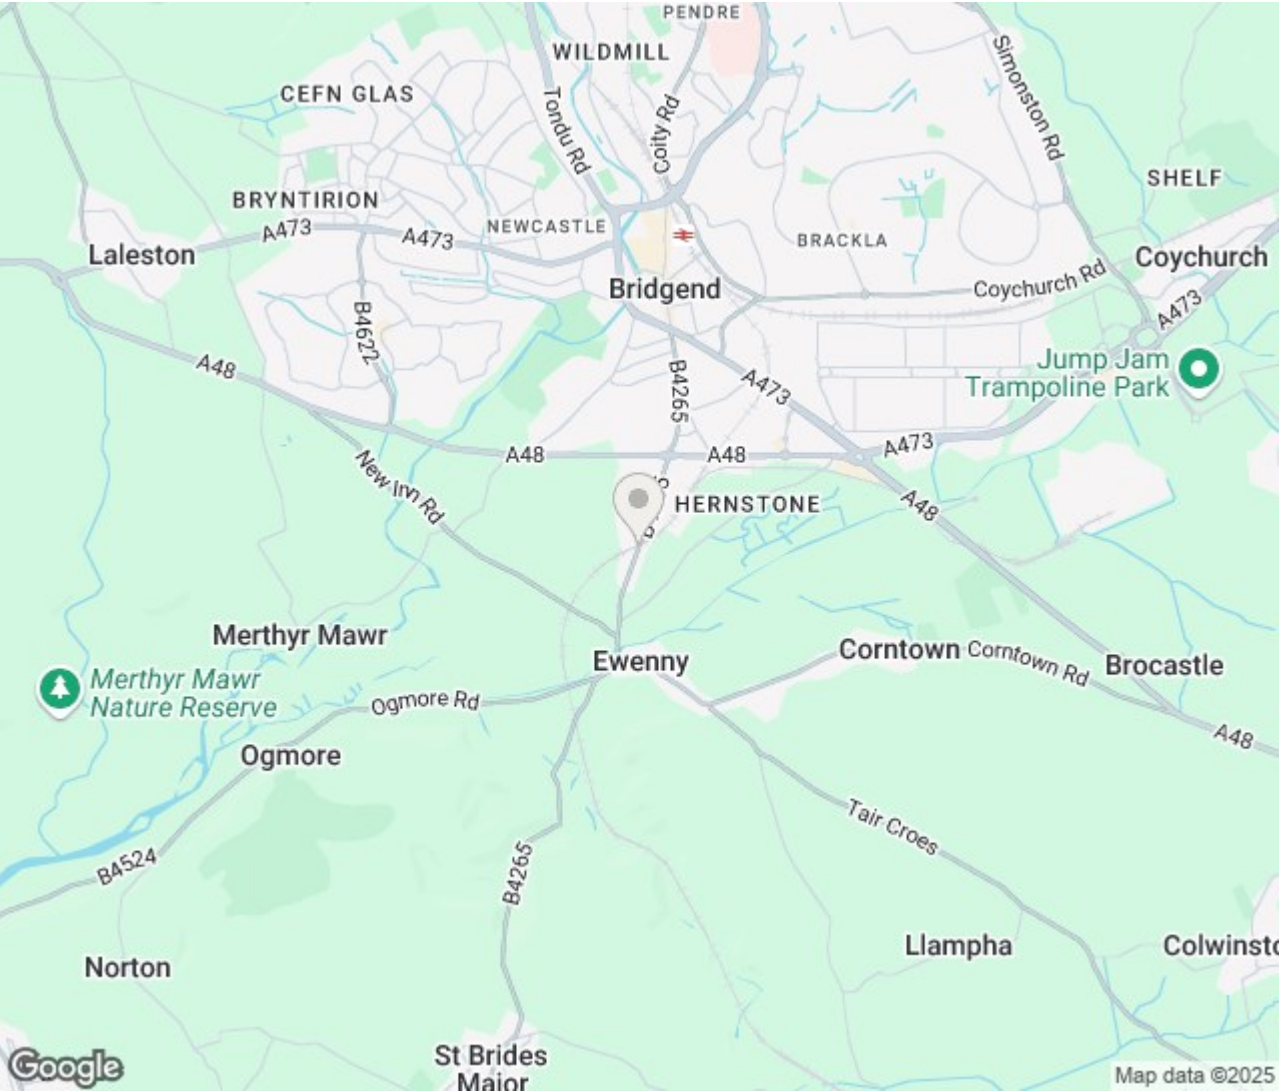 PENDRE
WILDMILL
CEFN GLAS
Tondu Rd
Coity Rd
Simonston Rd
SHELF
BRYNTIRION
A473
A473
NEWCASTLE
BRACKLA
Laleston
Coychurch
Bridgend
Coychurch Rd
A473
B4622
A48
B4265
A473
Jump Jam
Trampoline Park
A48
A48
A473
New Inn Rd
HERNSTONE
A48
Merthyr Mawr
Ewenny
Corntown
Corntown Rd
Brocastle
Merthyr Mawr
Nature Reserve
Ogmore Rd
A48
Ogmore
Tair Croes
B4524
B4265
Llampha
Norton
St Brides
Major
Google
Map data ©2025